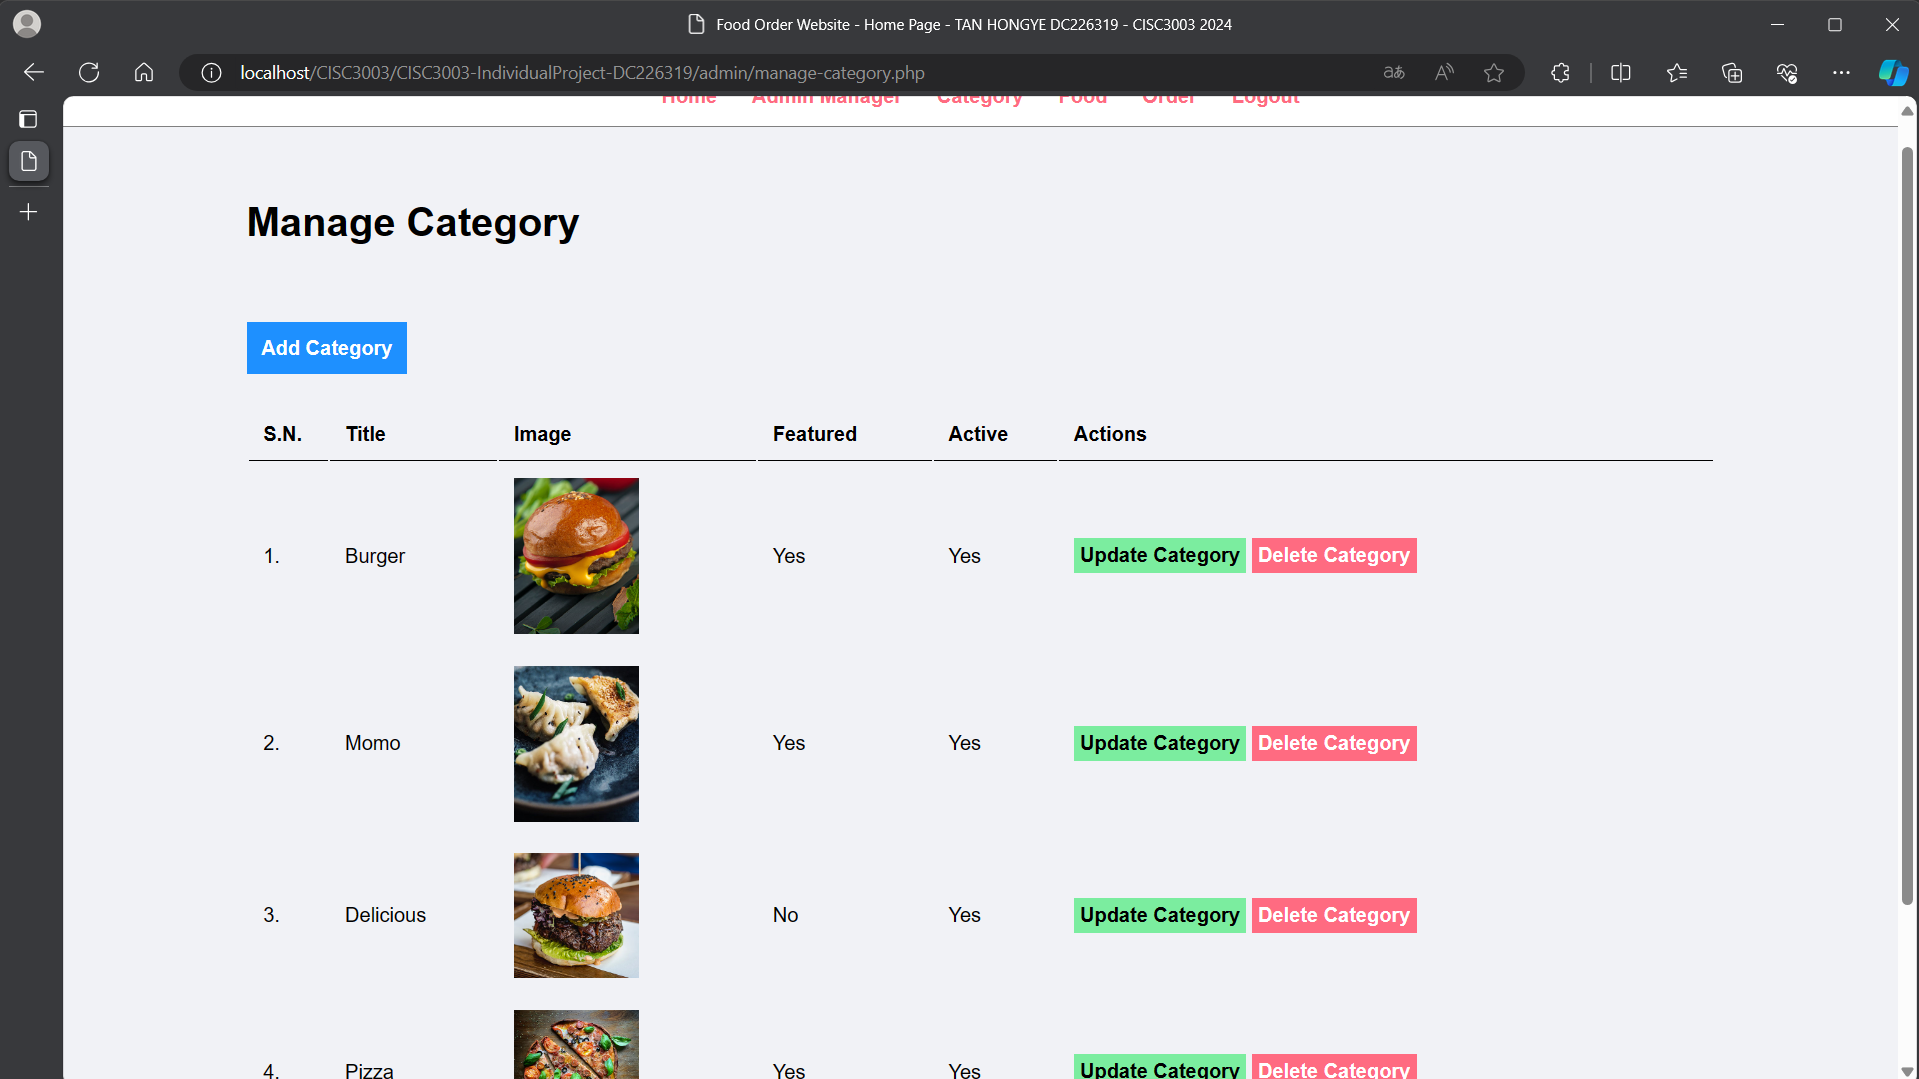 Food Order Website - Home Page - TAN HONGYE DC226319 - CISC3003 2024
localhost/CISC3003/CISC3003-IndividualProject-DC226319/admin/manage-category.php
Home Admin Manager Category Food Order Logout
Manage Category
Add Category
S.N. Title Image Featured Active Actions
1. Burger Yes Yes Update Category Delete Category
2. Momo Yes Yes Update Category Delete Category
3. Delicious No Yes Update Category Delete Category
4. Pizza Yes Yes Update Category Delete Category